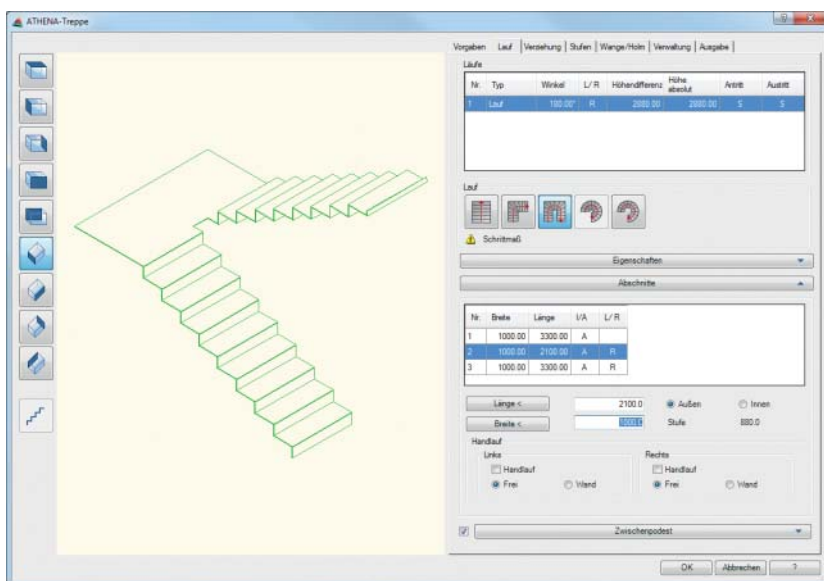 ATHENA-Treppe
Vorgaben Lauf Verziehung Stufen Wange/Holm Verwaltung Ausgabe
Läufe
Nr. Typ Winkel L/R Höhendifferenz Höhe absolut Antritt Austritt
1 Lauf 180.00° R 2880.00 2880.00 S S
Lauf
Schrittmaß
Eigenschaften
Abschnitte
Nr. Breite Länge I/A L/R
1 1000.00 3300.00 A
2 1000.00 2100.00 A R
3 1000.00 3300.00 A R
Länge < 2100.0 Außen Innen
Breite < 1000.0 Stufe 880.0
Handlauf
Links Rechts
Handlauf Handlauf
Frei Wand Frei Wand
Zwischenpodest
OK Abbrechen ?